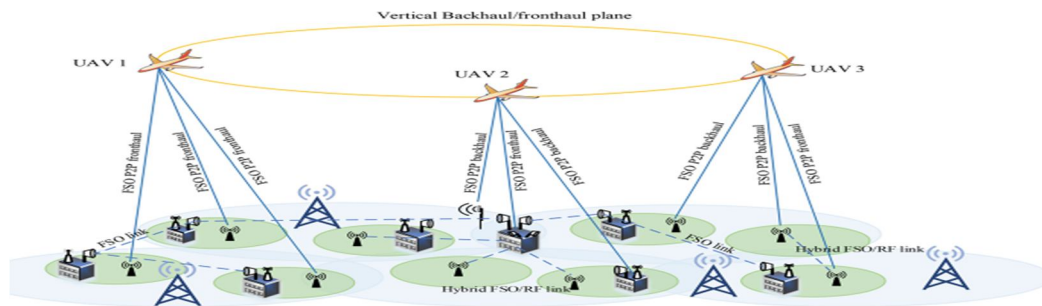 Vertical Backhaul/fronthaul plane
UAV 1
UAV 2
UAV 3
FSO P2P fronthaul
FSO P2P fronthaul
FSO P2P fronthaul
FSO P2P backhaul
FSO P2P fronthaul
FSO P2P backhaul
FSO P2P backhaul
FSO P2P backhaul
FSO P2P fronthaul
FSO link
FSO link
Hybrid FSO/RF link
Hybrid FSO/RF link